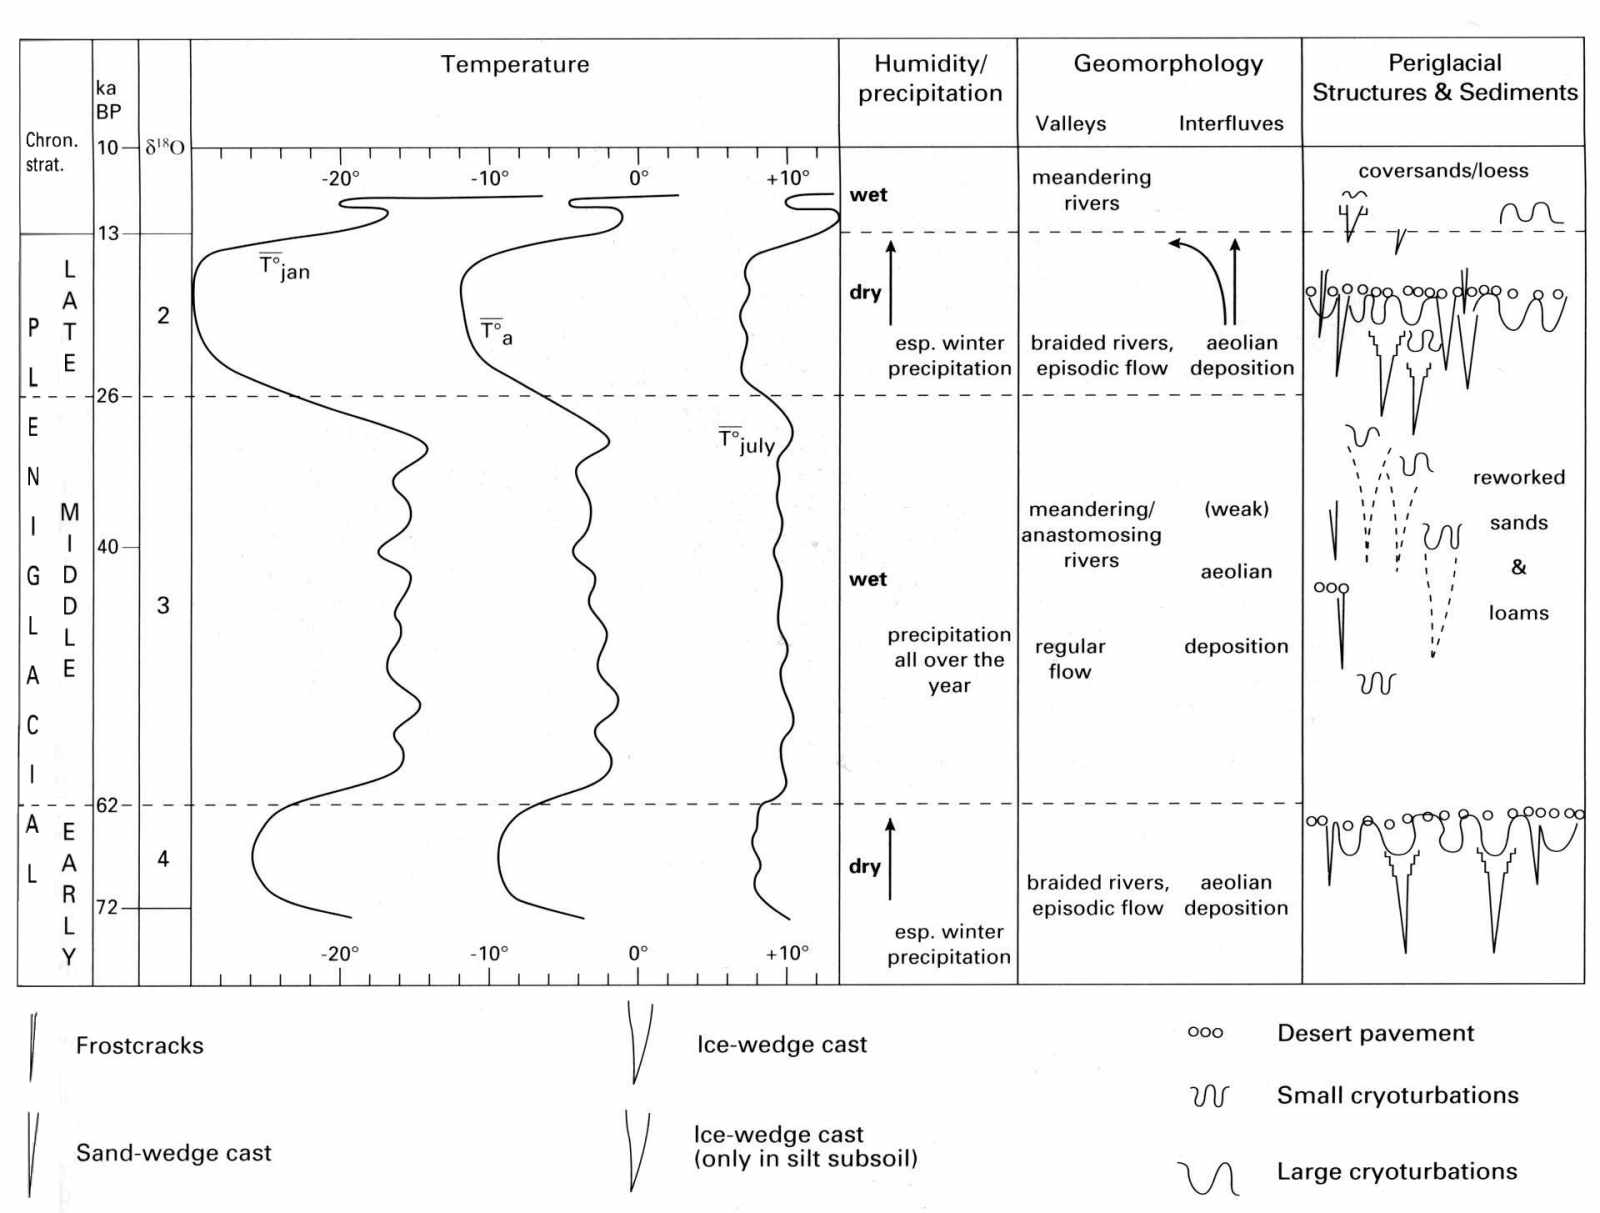 Temperature
Humidity/
precipitation
Geomorphology
Valleys
Interfluves
Periglacial
Structures & Sediments
ka
BP
Chron.
strat.
10
δ¹⁸O
-20°
-10°
0°
+10°
wet
meandering
rivers
coversands/loess
13
T°jan
T°a
LATE
2
dry
esp. winter
precipitation
braided rivers,
episodic flow
aeolian
deposition
26
T°july
PLENIGLACIAL
MIDDLE
40
3
wet
precipitation
all over the
year
meandering/
anastomosing
rivers
regular
flow
(weak)
aeolian
deposition
reworked
sands
&
loams
62
EARLY
4
72
dry
esp. winter
precipitation
braided rivers,
episodic flow
aeolian
deposition
-20°
-10°
0°
+10°
Frostcracks
Sand-wedge cast
Ice-wedge cast
Ice-wedge cast
(only in silt subsoil)
Desert pavement
Small cryoturbations
Large cryoturbations